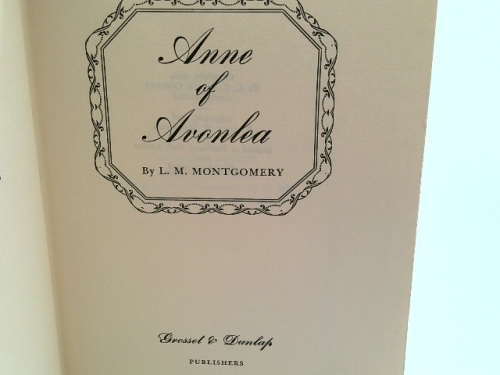 Anne
of
Avonlea
By L. M. MONTGOMERY
Grosset & Dunlap
PUBLISHERS